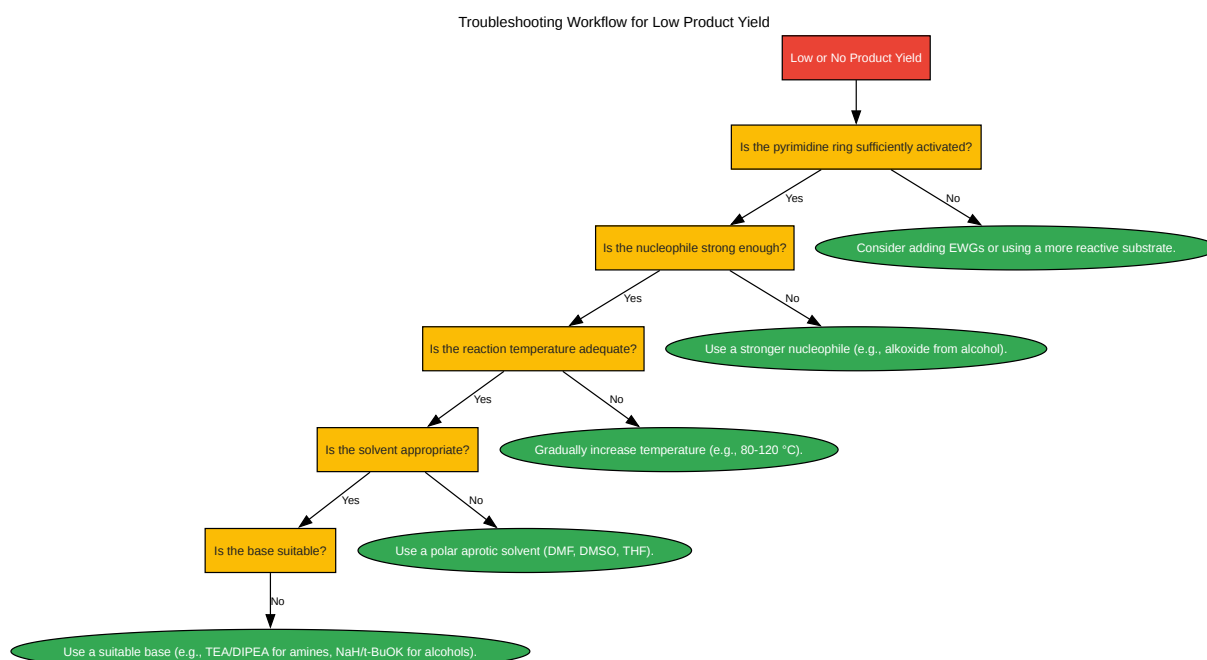 Troubleshooting Workflow for Low Product Yield
Low or No Product Yield
Is the pyrimidine ring sufficiently activated?
Yes
No
Is the nucleophile strong enough?
Consider adding EWGs or using a more reactive substrate.
Yes
No
Is the reaction temperature adequate?
Use a stronger nucleophile (e.g., alkoxide from alcohol).
Yes
No
Is the solvent appropriate?
Gradually increase temperature (e.g., 80-120 °C).
Yes
No
Is the base suitable?
Use a polar aprotic solvent (DMF, DMSO, THF).
No
Use a suitable base (e.g., TEA/DIPEA for amines, NaH/t-BuOK for alcohols).